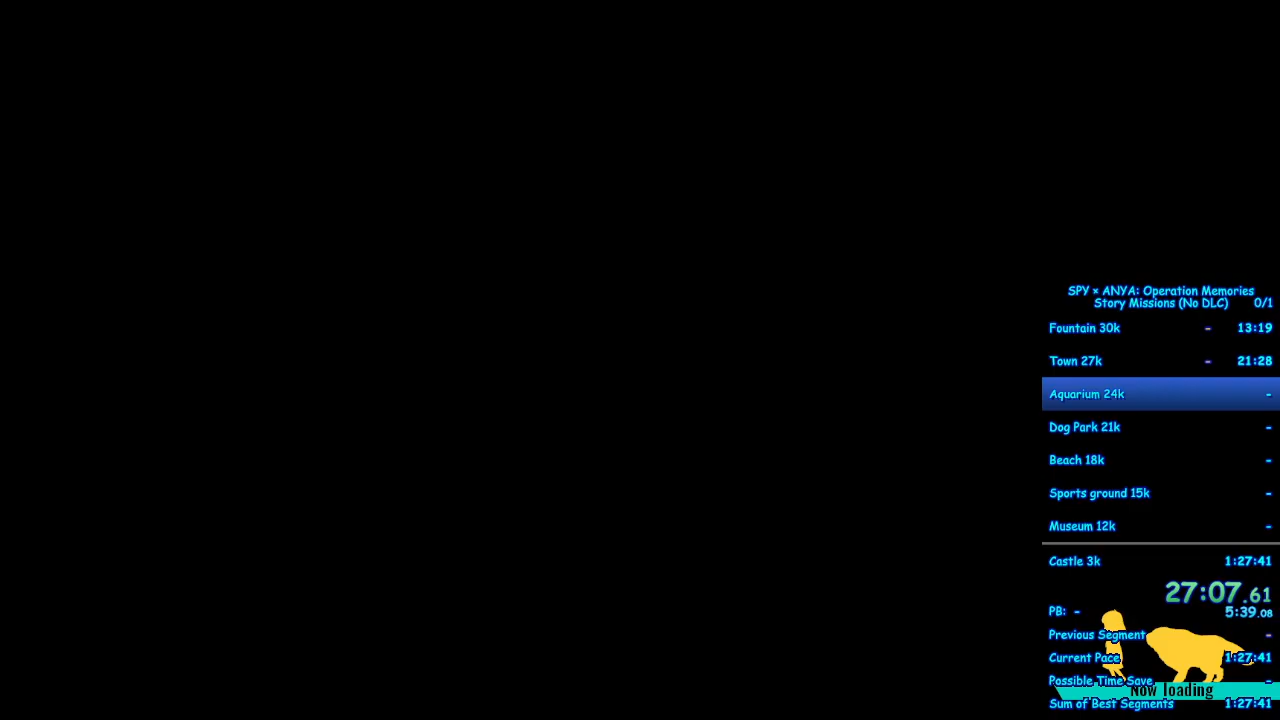 SPY × ANYA: Operation Memories
Story Missions (No DLC) 0/1
Fountain 30k - 13:19
Town 27k - 21:28
Aquarium 24k -
Dog Park 21k -
Beach 18k -
Sports ground 15k -
Museum 12k -
Castle 3k 1:27:41
27:07.61
PB: - 5:39.08
Previous Segment -
Current Pace 1:27:41
Possible Time Save -
Now loading
Sum of Best Segments 1:27:41